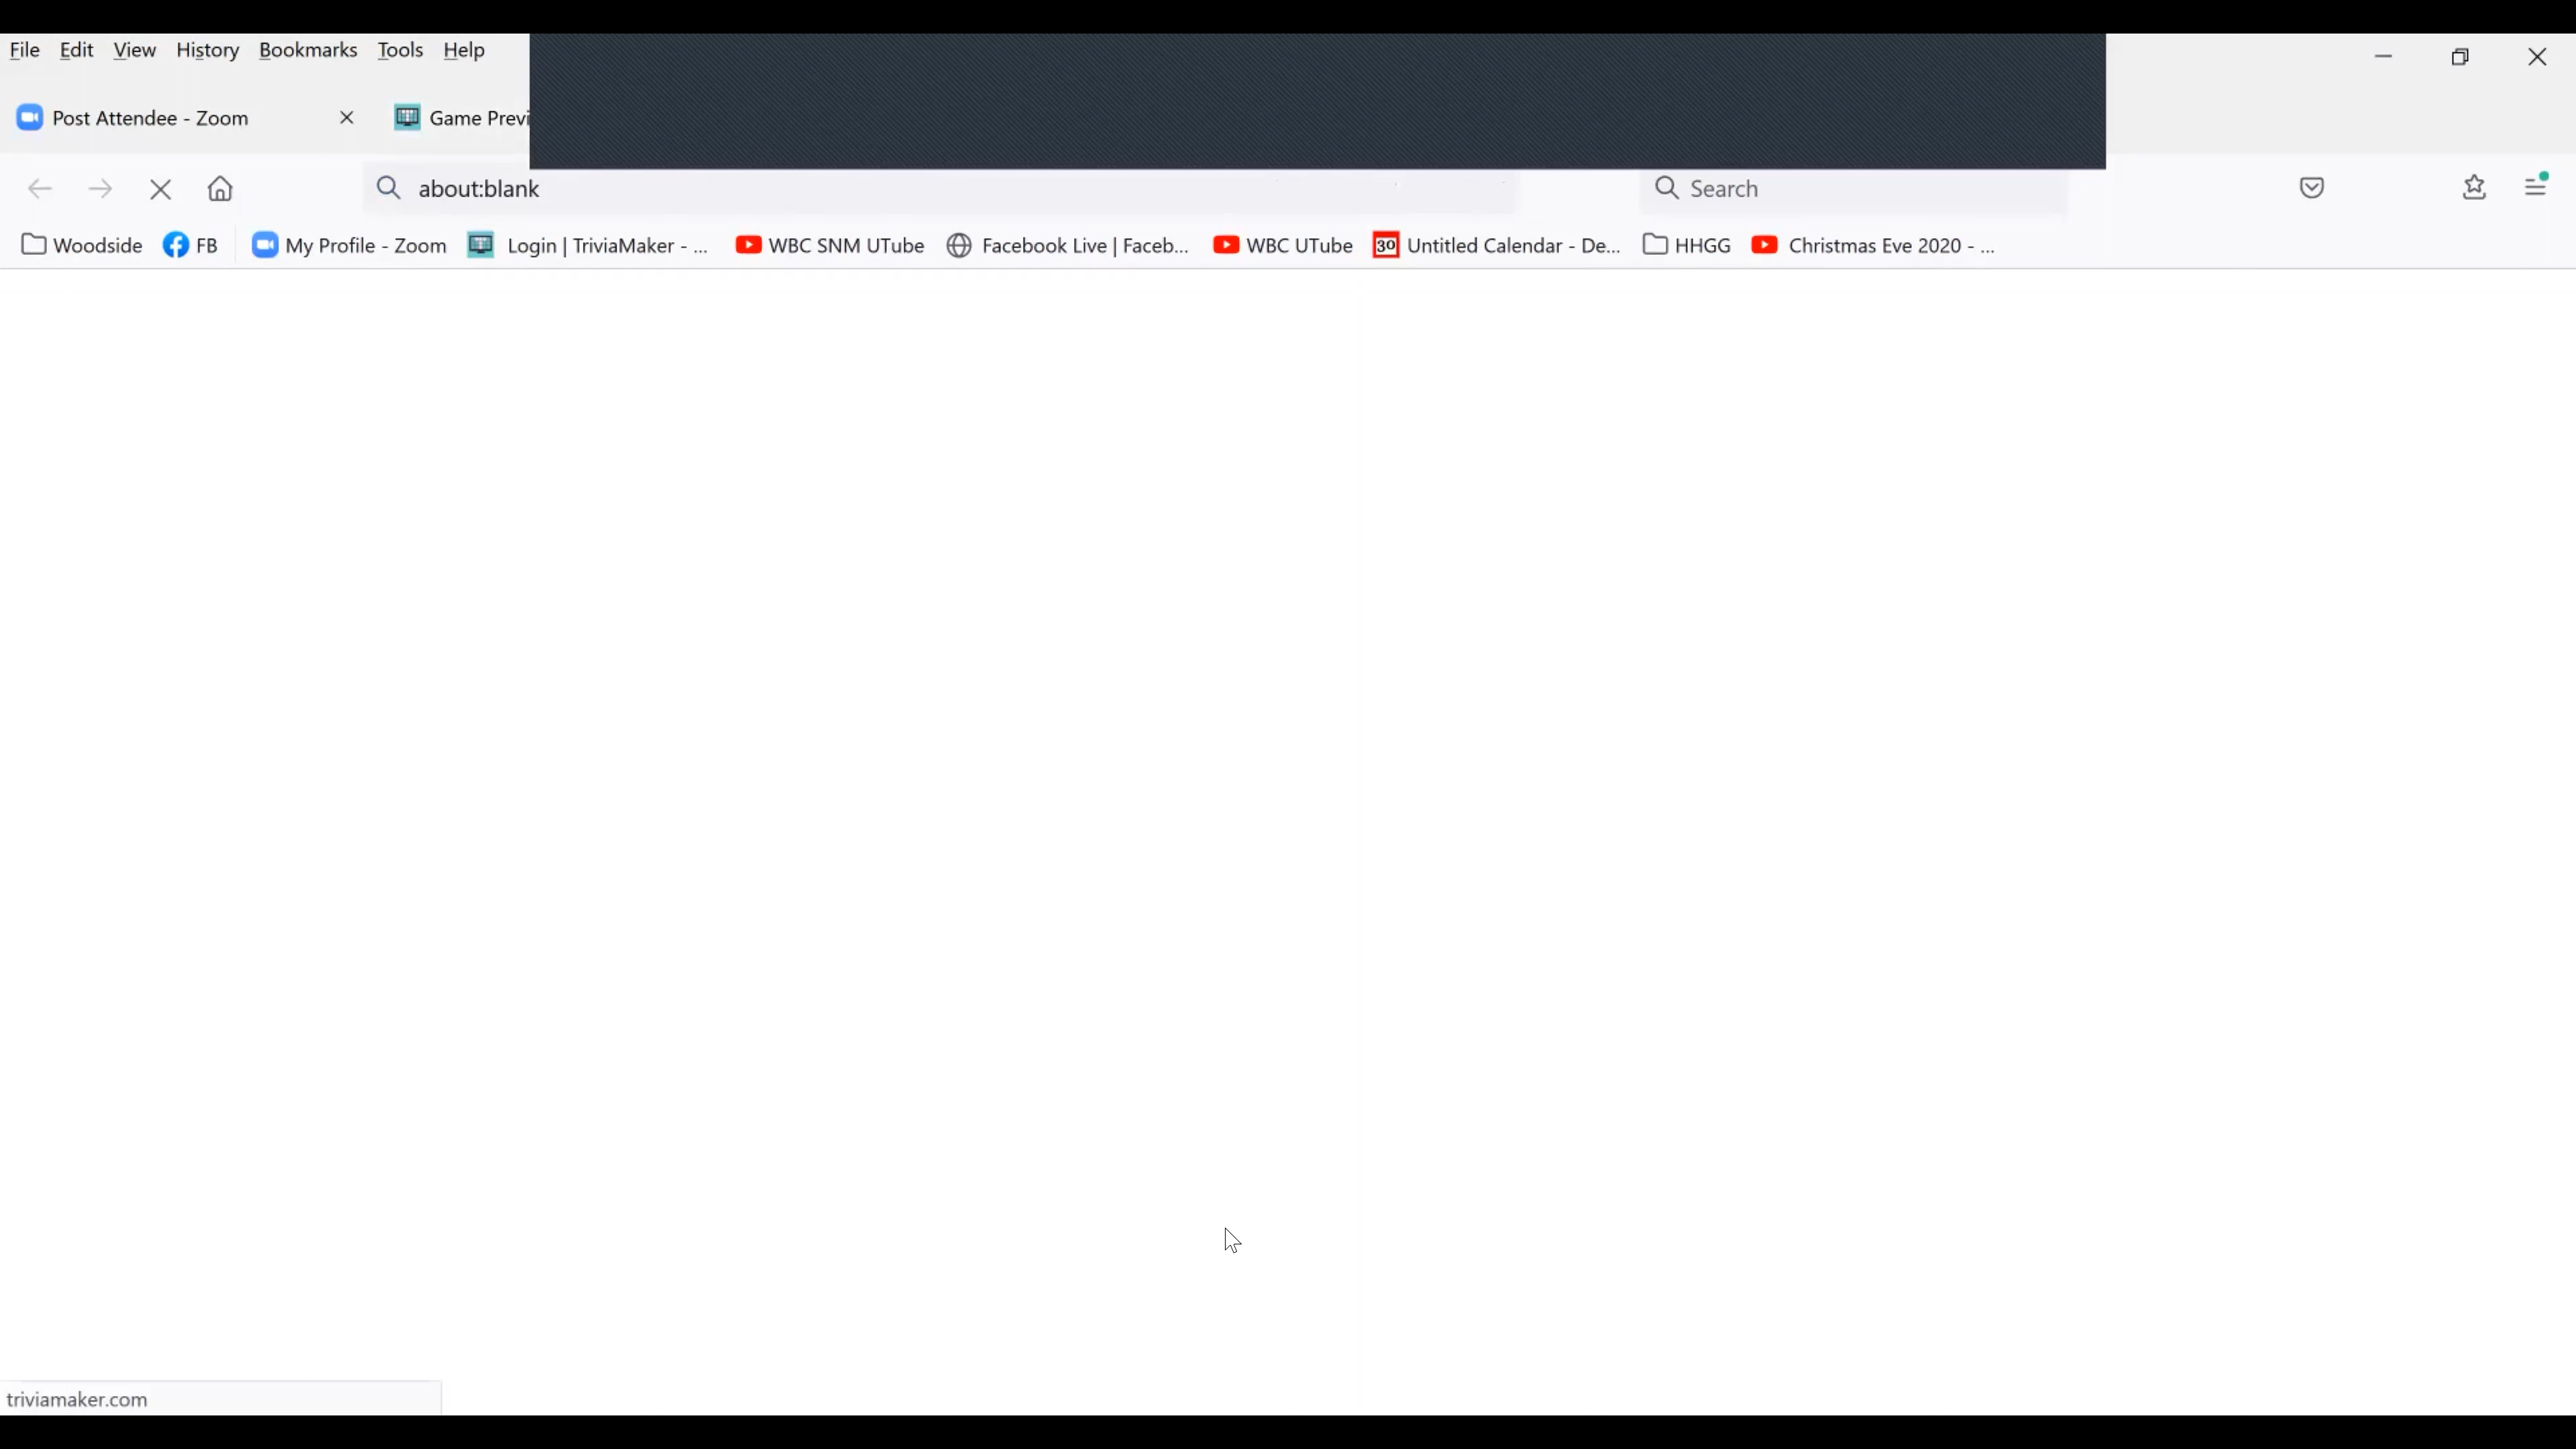 File Edit View History Bookmarks Tools Help
Post Attendee - Zoom Game Previ
about:blank Search
Woodside FB My Profile - Zoom Login | TriviaMaker - ... WBC SNM UTube Facebook Live | Faceb... WBC UTube 30 Untitled Calendar - De... HHGG Christmas Eve 2020 - ...
triviamaker.com